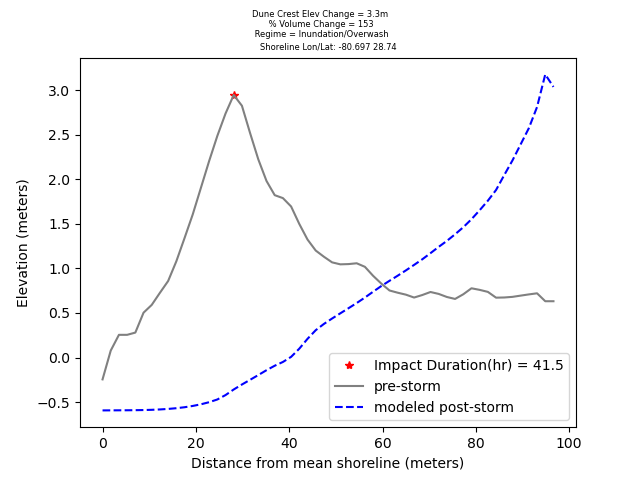 Dune Crest Elev Change = 3.3m
% Volume Change = 153
Regime = Inundation/Overwash
Shoreline Lon/Lat: -80.697 28.74
Elevation (meters)
3.0
2.5
2.0
1.5
1.0
0.5
0.0
−0.5
Impact Duration(hr) = 41.5
pre-storm
modeled post-storm
0 20 40 60 80 100
Distance from mean shoreline (meters)